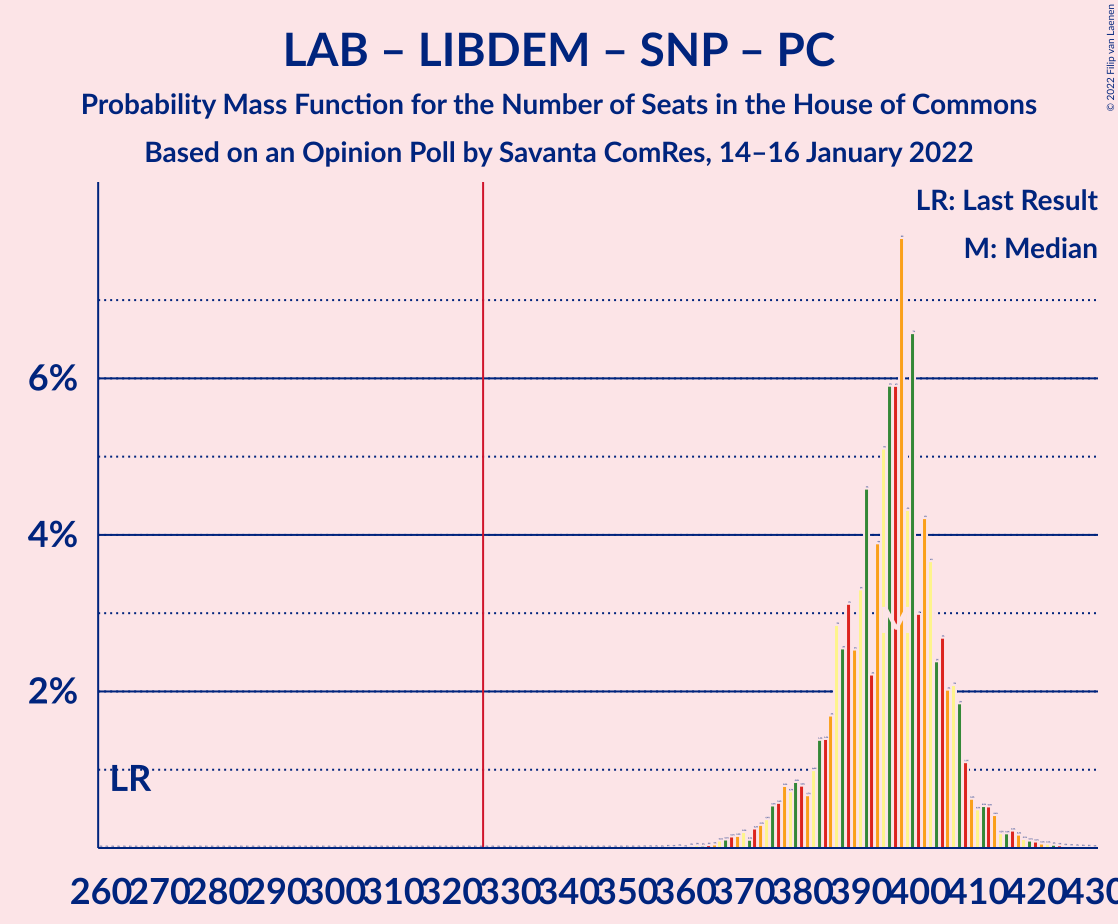 LAB – LIBDEM – SNP – PC
Probability Mass Function for the Number of Seats in the House of Commons
Based on an Opinion Poll by Savanta ComRes, 14–16 January 2022
© 2022 Filip van Laenen
LR: Last Result
M: Median
6%
4%
2%
M
LR
260 270 280 290 300 310 320 330 340 350 360 370 380 390 400 410 420 430